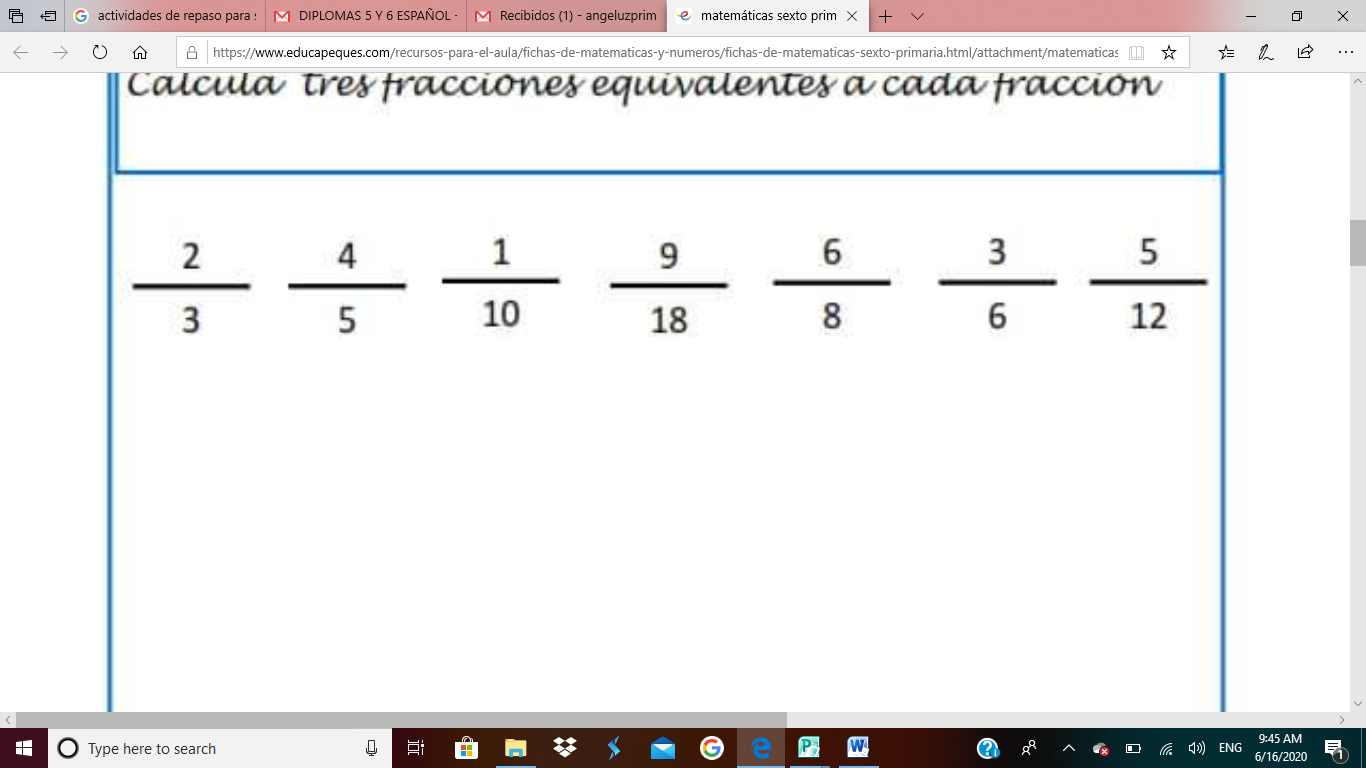 actividades de repaso para s
DIPLOMAS 5 Y 6 ESPAÑOL -
Recibidos (1) - angeluzprim
matemáticas sexto prim
https://www.educapeques.com/recursos-para-el-aula/fichas-de-matematicas-y-numeros/fichas-de-matematicas-sexto-primaria.html/attachment/matematicas
Calcula tres fracciones equivalentes a cada fracción
2 4 1 9 6 3 5
3 5 10 18 8 6 12
Type here to search
ENG
9:45 AM
6/16/2020
1